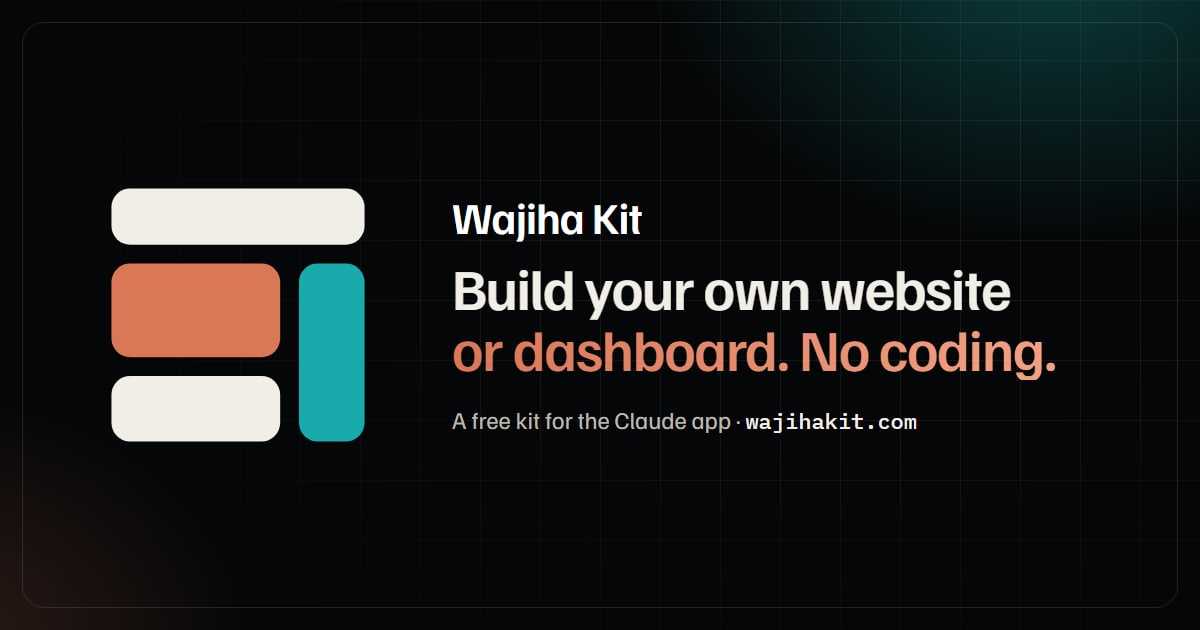 Wajiha Kit
Build your own website
or dashboard. No coding.
A free kit for the Claude app · wajihakit.com